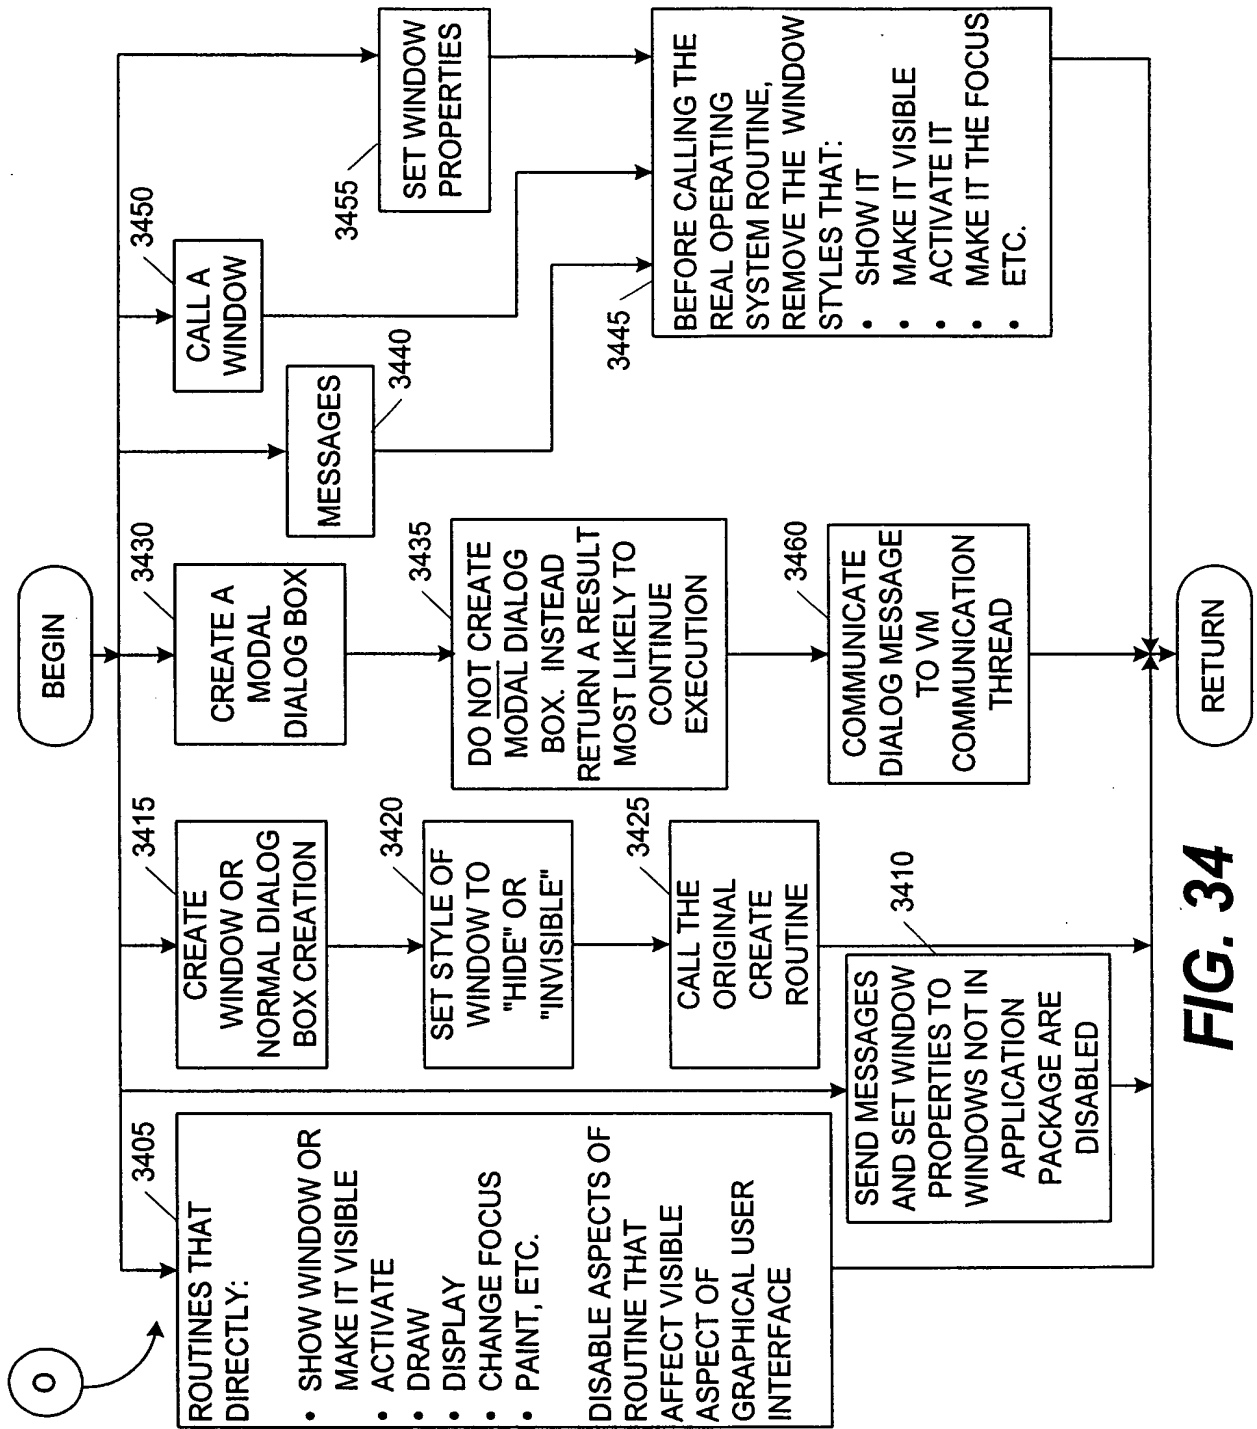 BEGIN
O
3405
ROUTINES THAT
DIRECTLY:
• SHOW WINDOW OR
MAKE IT VISIBLE
• ACTIVATE
• DRAW
• DISPLAY
• CHANGE FOCUS
• PAINT, ETC.
DISABLE ASPECTS OF
ROUTINE THAT
AFFECT VISIBLE
ASPECT OF
GRAPHICAL USER
INTERFACE
3410
SEND MESSAGES
AND SET WINDOW
PROPERTIES TO
WINDOWS NOT IN
APPLICATION
PACKAGE ARE
DISABLED
3415
CREATE
WINDOW OR
NORMAL DIALOG
BOX CREATION
3420
SET STYLE OF
WINDOW TO
"HIDE" OR
"INVISIBLE"
3425
CALL THE
ORIGINAL
CREATE
ROUTINE
3430
CREATE A
MODAL
DIALOG BOX
3435
DO NOT CREATE
MODAL DIALOG
BOX. INSTEAD
RETURN A RESULT
MOST LIKELY TO
CONTINUE
EXECUTION
3460
COMMUNICATE
DIALOG MESSAGE
TO VM
COMMUNICATION
THREAD
3440
MESSAGES
3450
CALL A
WINDOW
3455
SET WINDOW
PROPERTIES
3445
BEFORE CALLING THE
REAL OPERATING
SYSTEM ROUTINE,
REMOVE THE WINDOW
STYLES THAT:
• SHOW IT
• MAKE IT VISIBLE
• ACTIVATE IT
• MAKE IT THE FOCUS
• ETC.
RETURN
FIG. 34